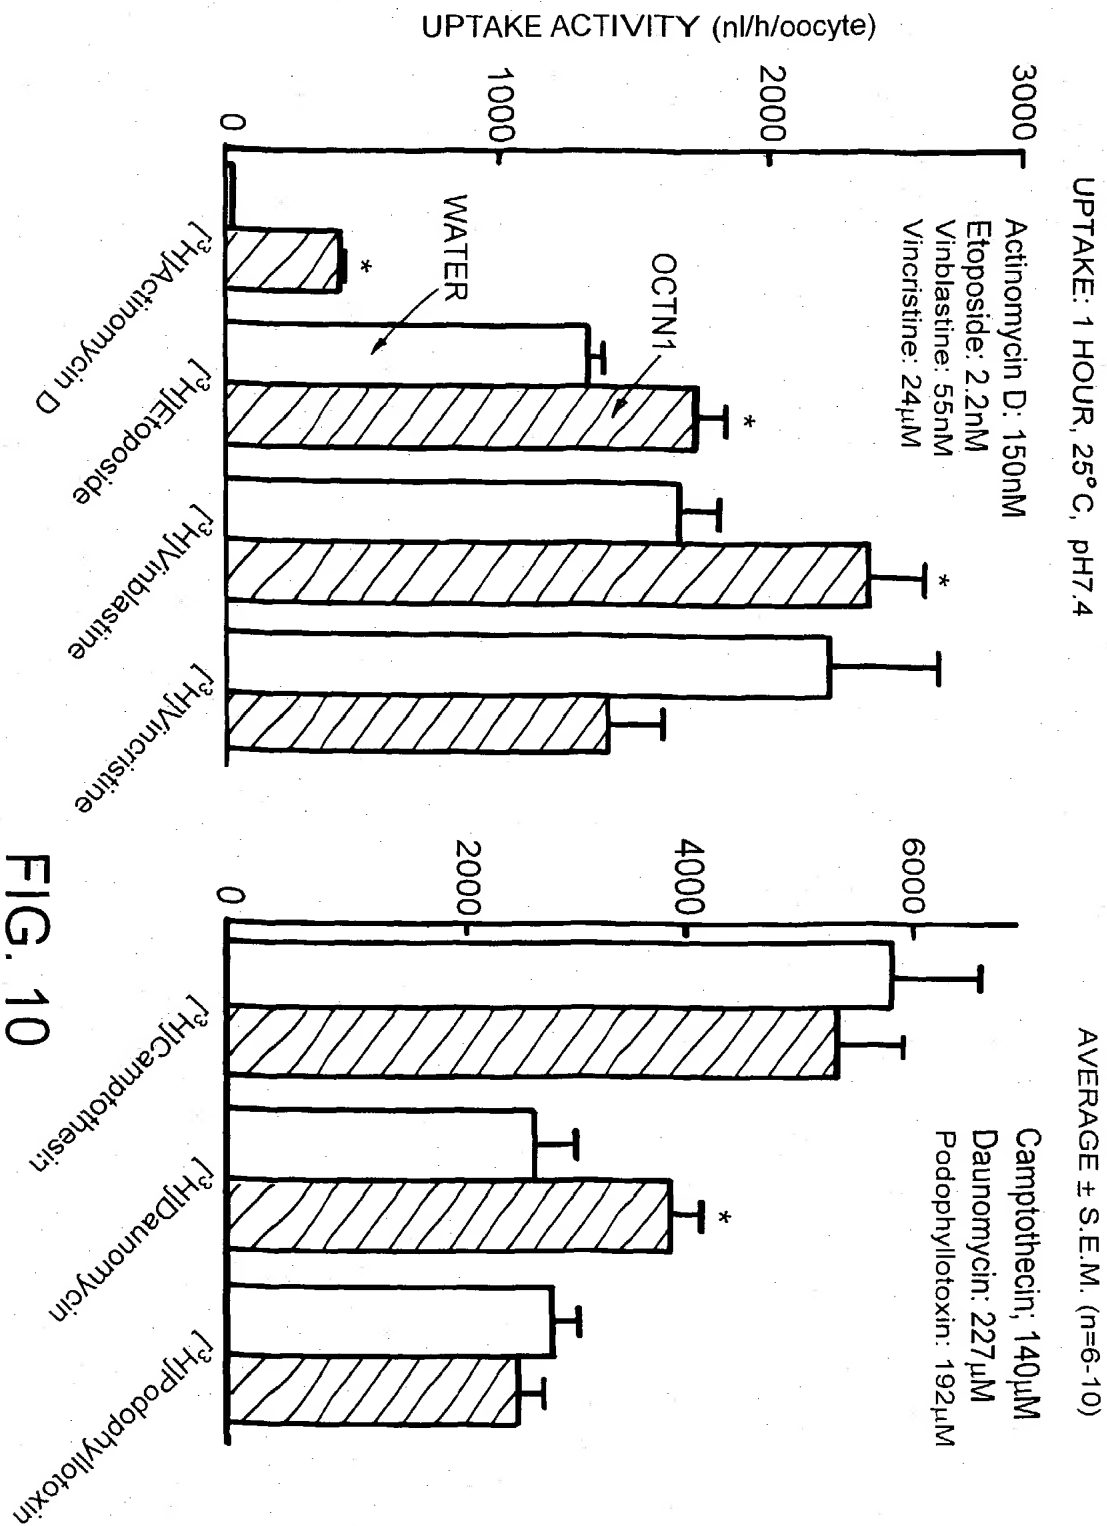 UPTAKE: 1 HOUR, 25°C, pH7.4
AVERAGE ± S.E.M. (n=6-10)
Actinomycin D: 150nM
Etoposide: 2.2nM
Vinblastine: 55nM
Vincristine: 24μM
Camptothecin; 140μM
Daunomycin: 227μM
Podophyllotoxin: 192μM
UPTAKE ACTIVITY (nl/h/oocyte)
3000
2000
1000
0
WATER
OCTN1
*
*
*
[³H]Actinomycin D
[³H]Etoposide
[³H]Vinblastine
[³H]Vincristine
6000
4000
2000
0
*
[³H]Camptothesin
[³H]Daunomycin
[³H]Podophyllotoxin
FIG. 10